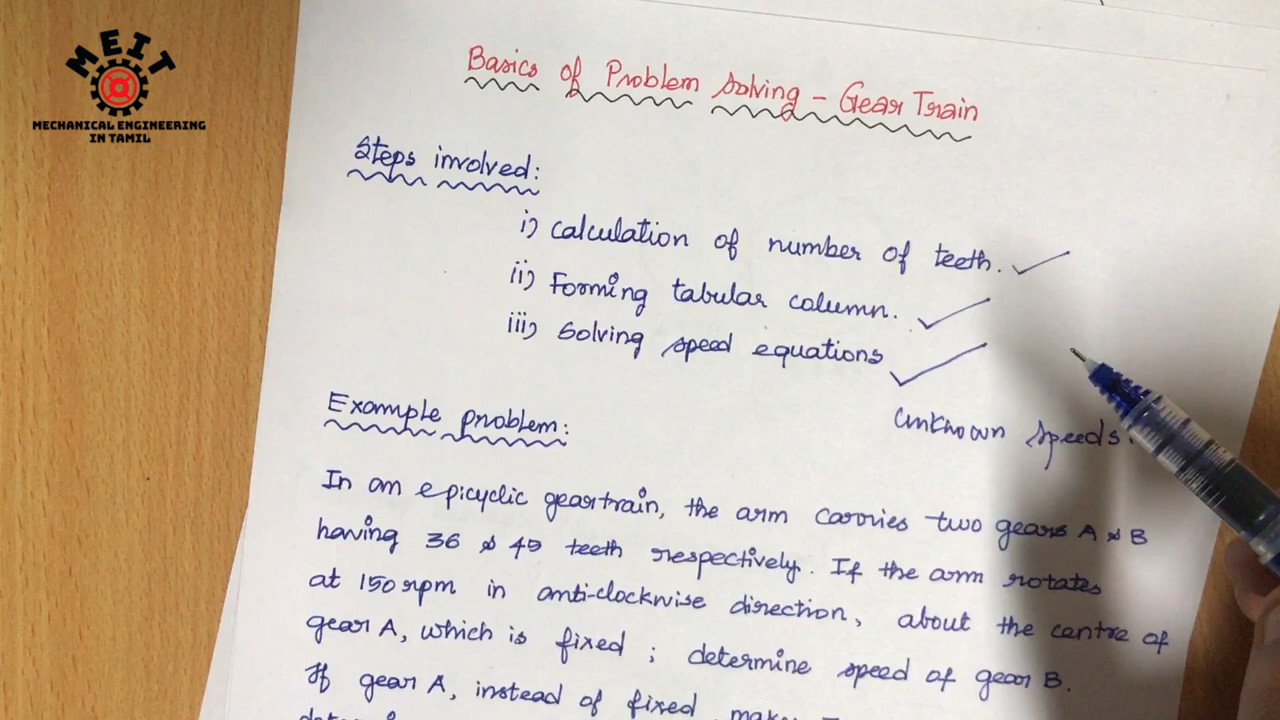 MEIT
MECHANICAL ENGINEERING
IN TAMIL
Basics of Problem Solving - Gear Train
Steps involved:
i) Calculation of number of teeth.
ii) Forming tabular column.
iii) Solving speed equations
unknown speeds.
Example problem:
In an epicyclic geartrain, the arm carries two gears A & B
having 36 & 45 teeth respectively. If the arm rotates
at 150 rpm in anti-clockwise direction, about the centre of
gear A, which is fixed ; determine speed of gear B.
If gear A, instead of fixed